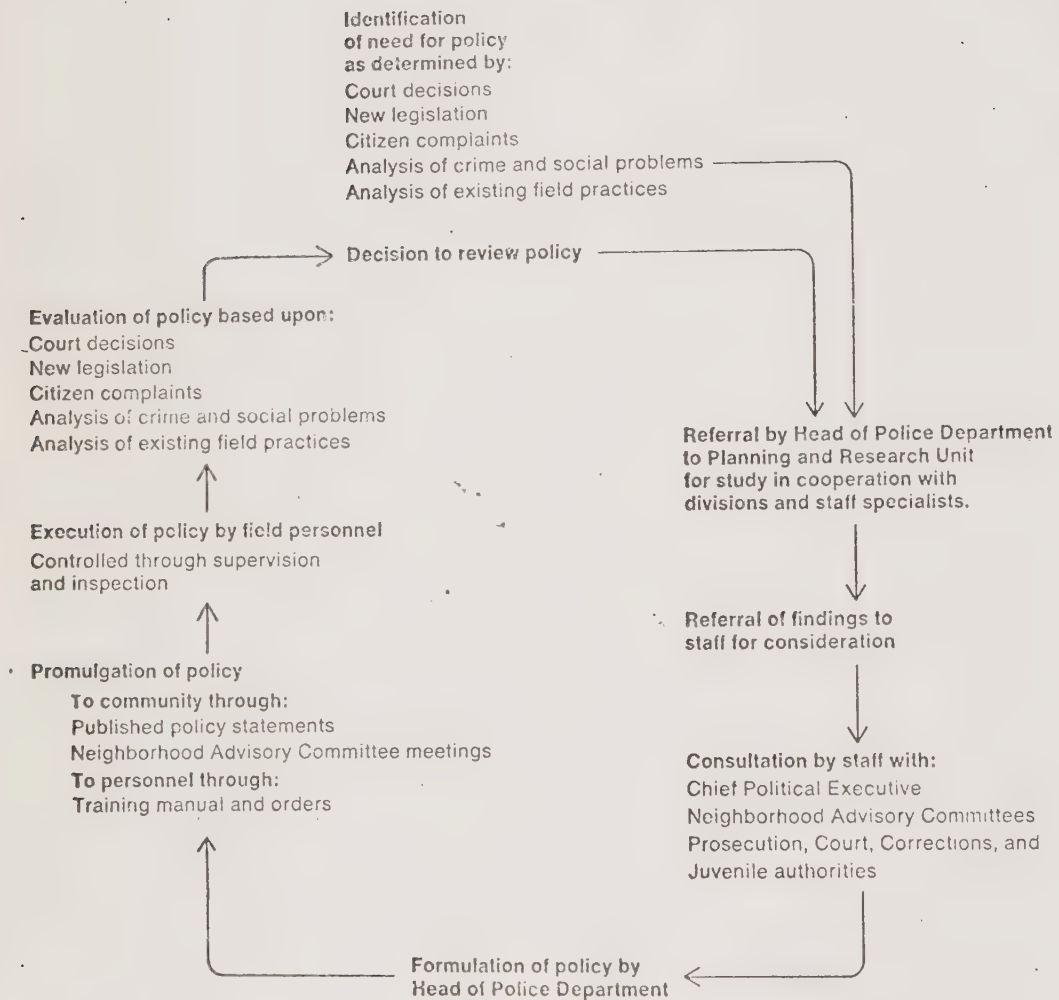 Identification
of need for policy
as determined by:
Court decisions
New legislation
Citizen complaints
Analysis of crime and social problems
Analysis of existing field practices
Decision to review policy
Evaluation of policy based upon:
Court decisions
New legislation
Citizen complaints
Analysis of crime and social problems
Analysis of existing field practices
Referral by Head of Police Department
to Planning and Research Unit
for study in cooperation with
divisions and staff specialists.
Execution of policy by field personnel
Controlled through supervision
and inspection
Referral of findings to
staff for consideration
Promulgation of policy
To community through:
Published policy statements
Neighborhood Advisory Committee meetings
To personnel through:
Training manual and orders
Consultation by staff with:
Chief Political Executive
Neighborhood Advisory Committees
Prosecution, Court, Corrections, and
Juvenile authorities
Formulation of policy by
Head of Police Department